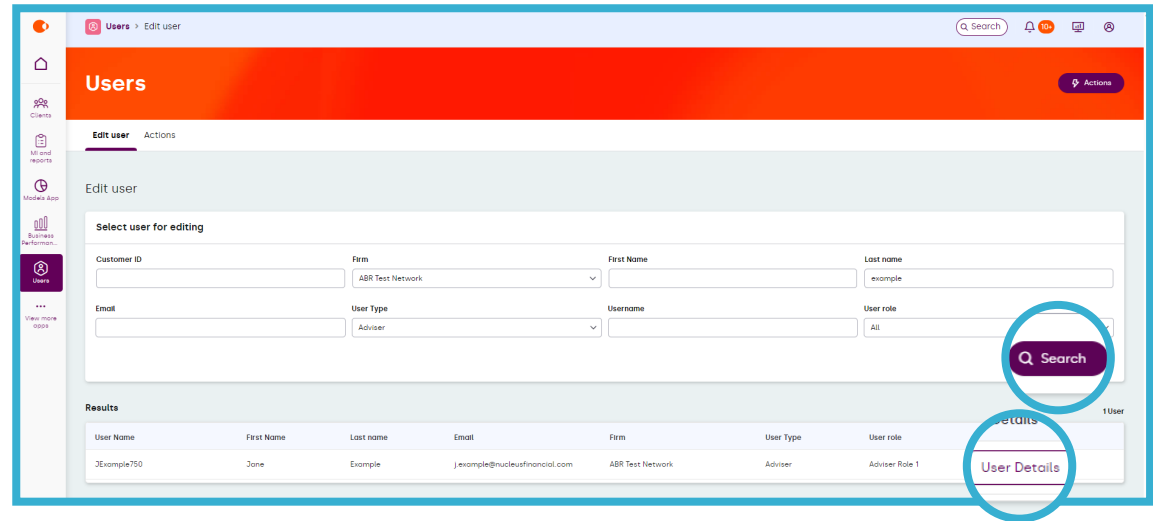 Users > Edit user
Search
10+
Users
Actions
Clients
MI and
reports
Models App
Business
Performan...
Users
View more
apps
Edit user Actions
Edit user
Select user for editing
Customer ID Firm First Name Last name
ABR Test Network example
Email User Type Username User role
Adviser All
Search
Results 1 User
Details
User Name First Name Last name Email Firm User Type User role
JExample750 Jane Example j.example@nucleusfinancial.com ABR Test Network Adviser Adviser Role 1 User Details